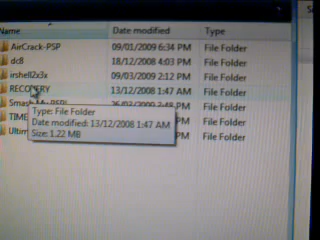 Name Date modified Type
AirCrack-PSP 09/01/2009 6:34 PM File Folder
dc8 18/12/2008 4:03 PM File Folder
irshell2x3x 09/03/2009 2:12 PM File Folder
RECOVERY 13/12/2008 1:47 AM File Folder
Smash File Folder
TIME File Folder
Ultim File Folder
Type: File Folder
Date modified: 13/12/2008 1:47 AM
Size: 1.22 MB